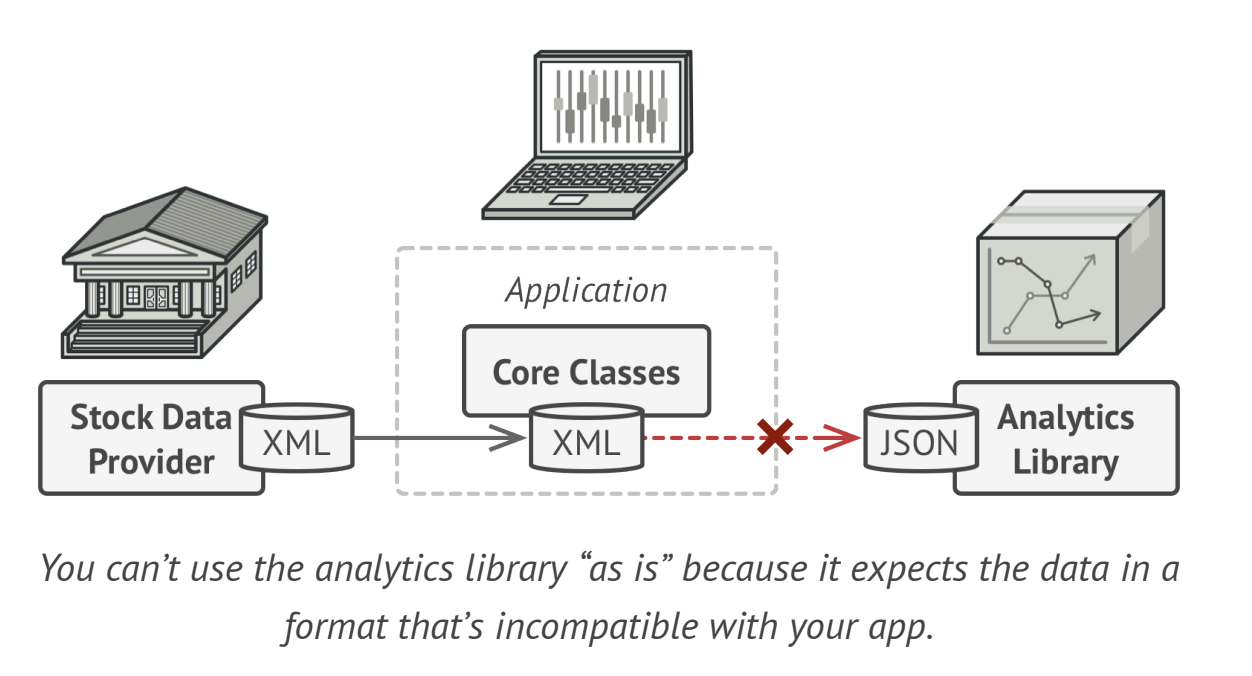 Application
Core Classes
Stock Data
Provider
XML
XML
JSON
Analytics
Library
You can’t use the analytics library “as is” because it expects the data in a
format that’s incompatible with your app.